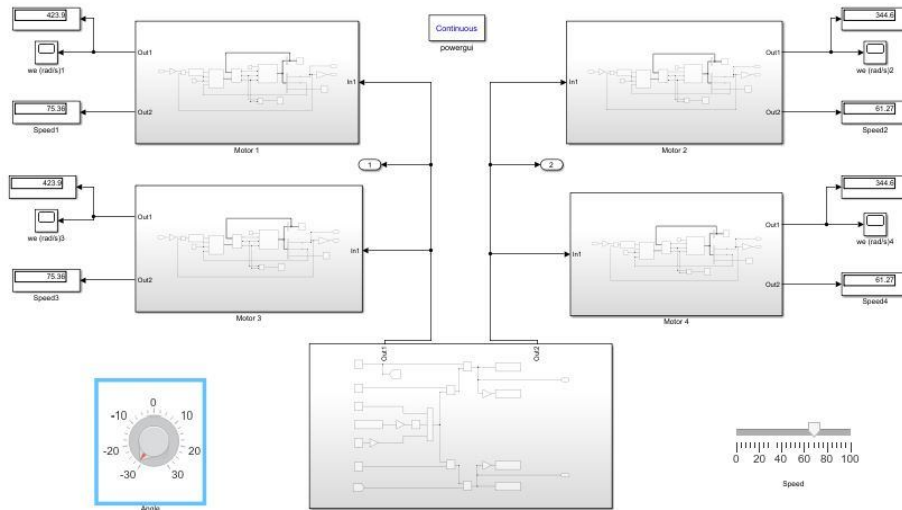 423.9
we (rad/s)1
75.36
Speed1
Out1
Out2
In1
Motor 1
Continuous
powergui
344.6
we (rad/s)2
61.27
Speed2
Out1
Out2
In1
Motor 2
1
2
423.9
we (rad/s)3
75.36
Speed3
Out1
Out2
In1
Motor 3
344.6
we (rad/s)4
61.27
Speed4
Out1
Out2
In1
Motor 4
Out1
Out2
0
-10 10
-20 20
-30 30
Angle
0 20 40 60 80 100
Speed